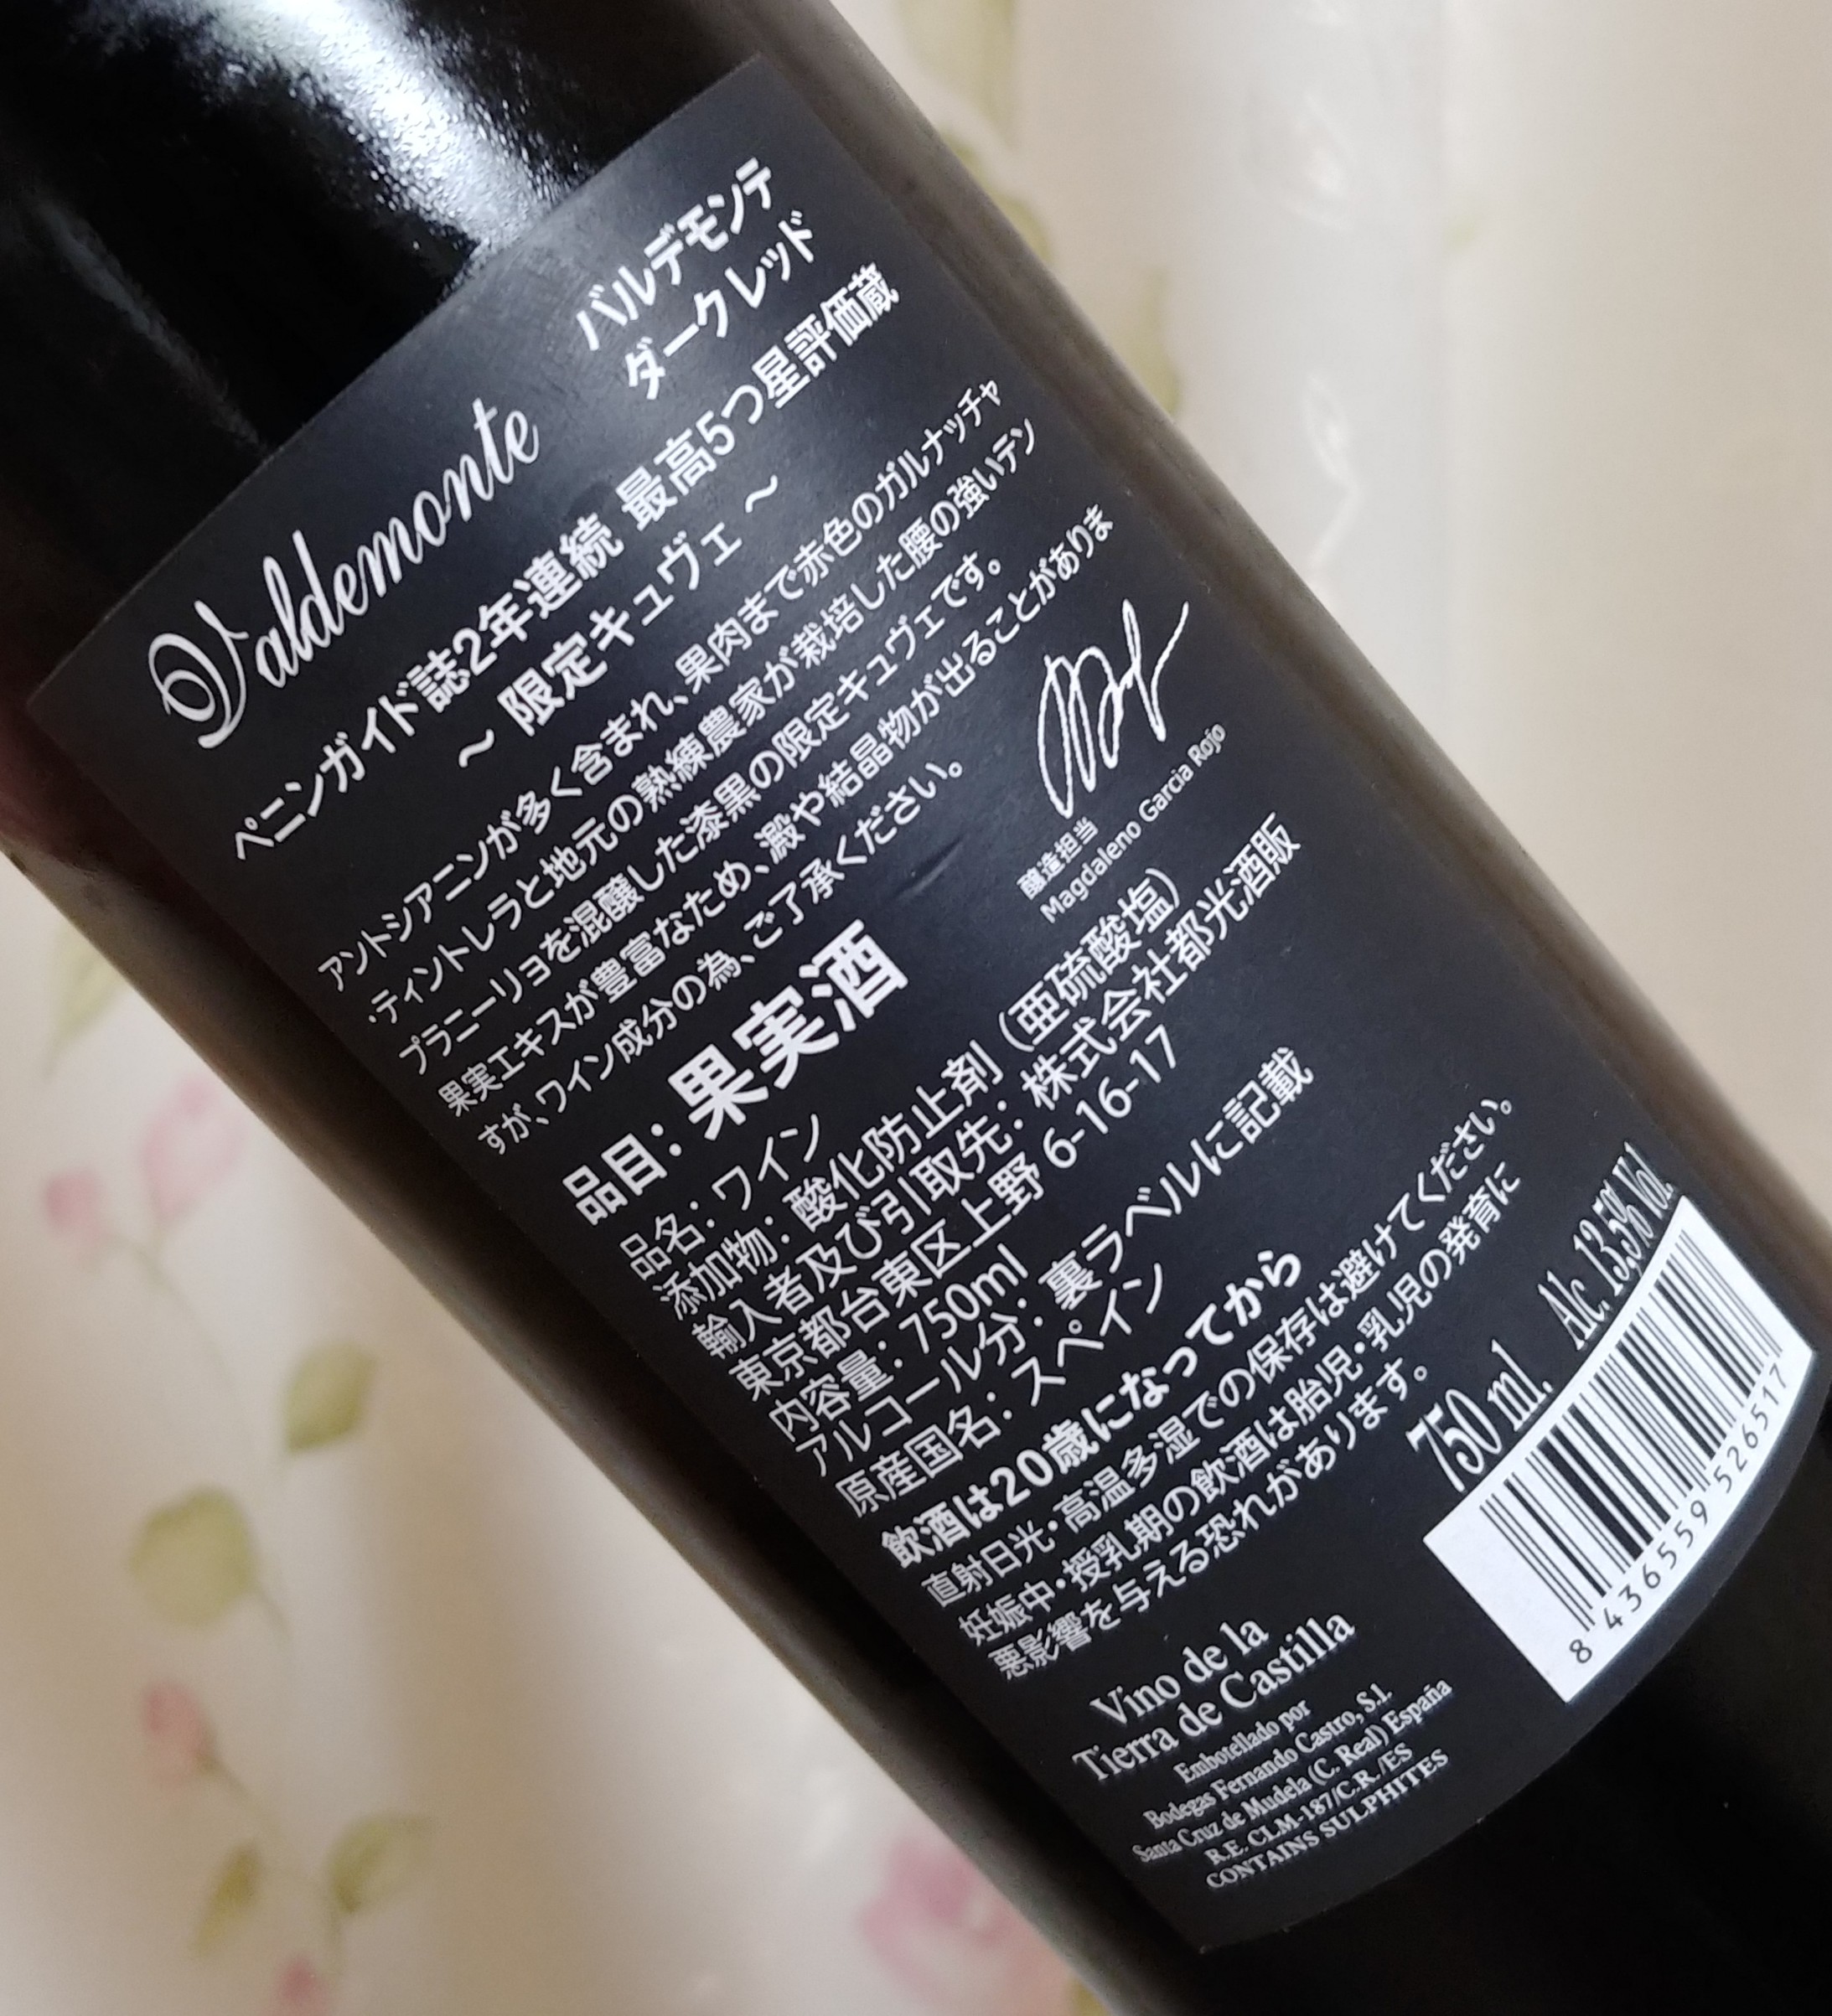 Valdemonte
バルデモンテ
ダークレッド
ペニンガイド誌2年連続 最高5つ星評価蔵
～ 限定キュヴェ ～
アントシアニンが多く含まれ、果肉まで赤色のガルナッチャ
・ティントレラと地元の熟練農家が栽培した腰の強いテン
プラニーリョを混醸した漆黒の限定キュヴェです。
果実エキスが豊富なため、澱や結晶物が出ることがありま
すが、ワイン成分の為、ご了承ください。
醸造担当
Magdaleno Garcia Rojo
品目：果実酒
品名：ワイン
添加物：酸化防止剤（亜硫酸塩）
輸入者及び引取先：株式会社都光酒販
東京都台東区上野 6-16-17
内容量：750ml
アルコール分：裏ラベルに記載
原産国名：スペイン
飲酒は20歳になってから
直射日光・高温多湿での保存は避けてください。
妊娠中・授乳期の飲酒は胎児・乳児の発育に
悪影響を与える恐れがあります。
Vino de la
Tierra de Castilla
Embotellado por
Bodegas Fernando Castro, S.l.
Santa Cruz de Mudela (C. Real) España
R.E. CLM-187/C.R./ES
CONTAINS SULPHITES
750 ml. Alc. 13,5% Vol.
8 436559 526517